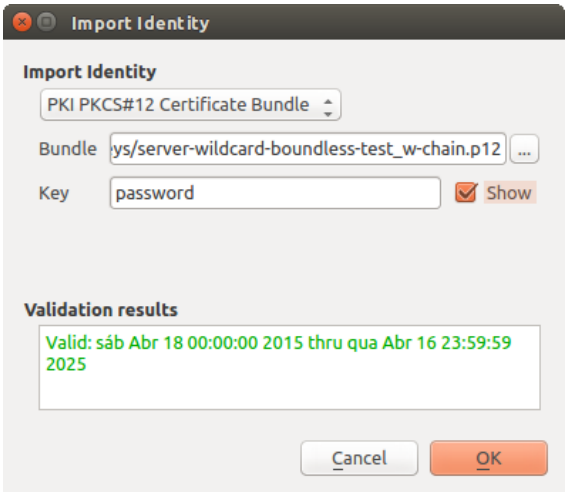 Import Identity
Import Identity
PKI PKCS#12 Certificate Bundle
Bundle ys/server-wildcard-boundless-test_w-chain.p12 ...
Key password Show
Validation results
Valid: sáb Abr 18 00:00:00 2015 thru qua Abr 16 23:59:59
2025
Cancel OK